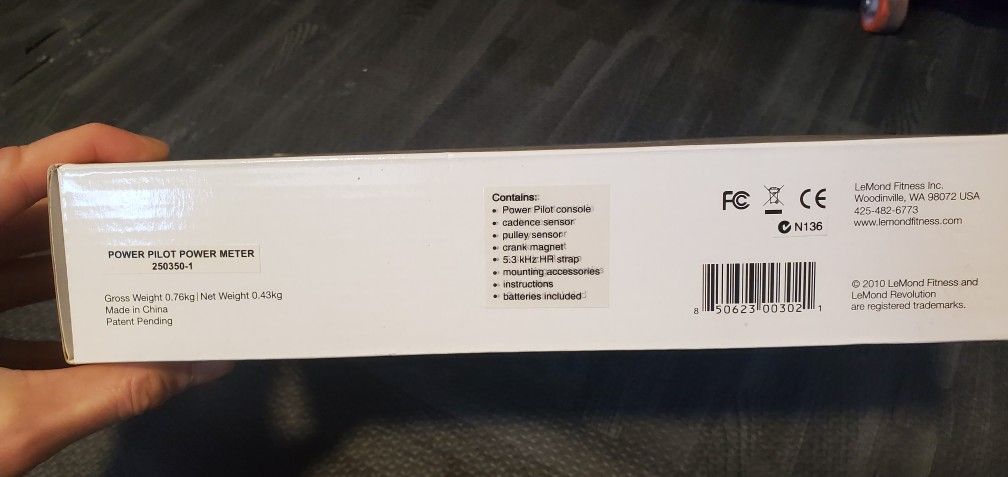 POWER PILOT POWER METER
250350-1
Gross Weight 0.76kg | Net Weight 0.43kg
Made in China
Patent Pending
Contains:
• Power Pilot console
• cadence sensor
• pulley sensor
• crank magnet
• 5.3 kHz HR strap
• mounting accessories
• instructions
• batteries included
FC CE
N136
8 50623 00302 1
LeMond Fitness Inc.
Woodinville, WA 98072 USA
425-482-6773
www.lemondfitness.com
© 2010 LeMond Fitness and
LeMond Revolution
are registered trademarks.